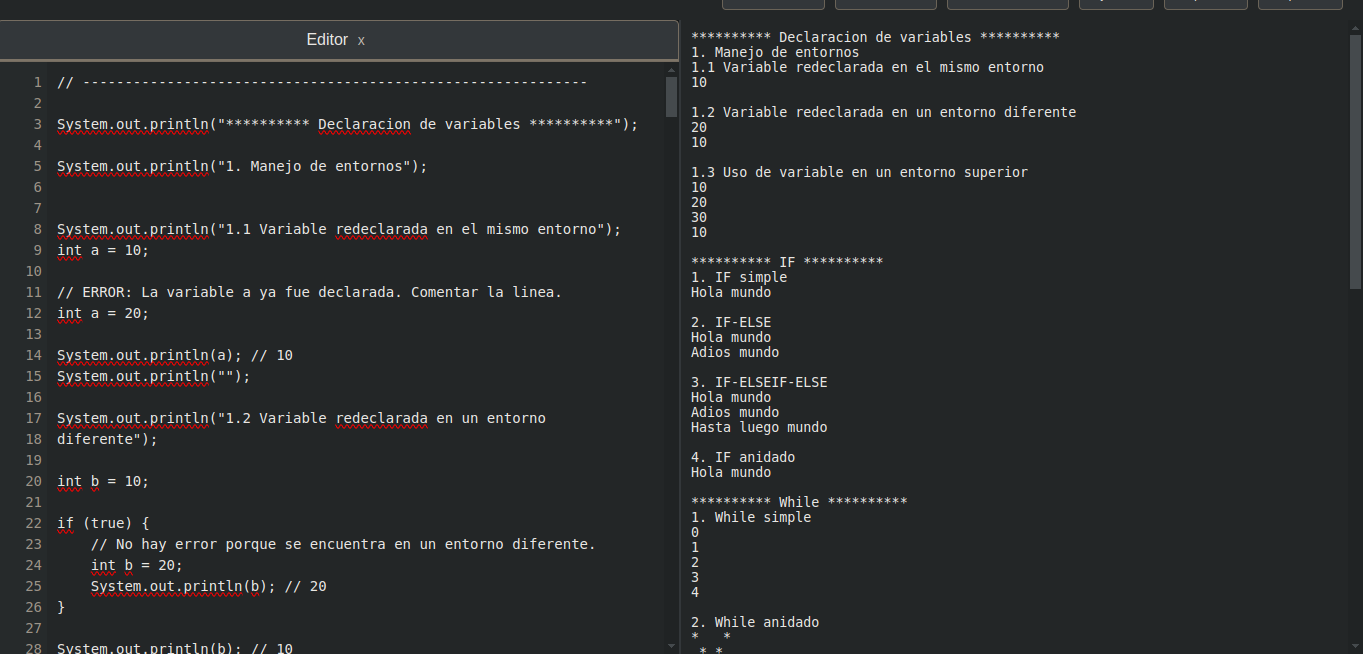 Editor x
1 // ------------------------------------------------------------
2
3 System.out.println("********** Declaracion de variables **********");
4
5 System.out.println("1. Manejo de entornos");
6
7
8 System.out.println("1.1 Variable redeclarada en el mismo entorno");
9 int a = 10;
10
11 // ERROR: La variable a ya fue declarada. Comentar la linea.
12 int a = 20;
13
14 System.out.println(a); // 10
15 System.out.println("");
16
17 System.out.println("1.2 Variable redeclarada en un entorno
18 diferente");
19
20 int b = 10;
21
22 if (true) {
23     // No hay error porque se encuentra en un entorno diferente.
24     int b = 20;
25     System.out.println(b); // 20
26 }
27
28 System.out.println(b); // 10
********** Declaracion de variables **********
1. Manejo de entornos
1.1 Variable redeclarada en el mismo entorno
10
1.2 Variable redeclarada en un entorno diferente
20
10
1.3 Uso de variable en un entorno superior
10
20
30
10
********** IF **********
1. IF simple
Hola mundo
2. IF-ELSE
Hola mundo
Adios mundo
3. IF-ELSEIF-ELSE
Hola mundo
Adios mundo
Hasta luego mundo
4. IF anidado
Hola mundo
********** While **********
1. While simple
0
1
2
3
4
2. While anidado
*   *
 * *